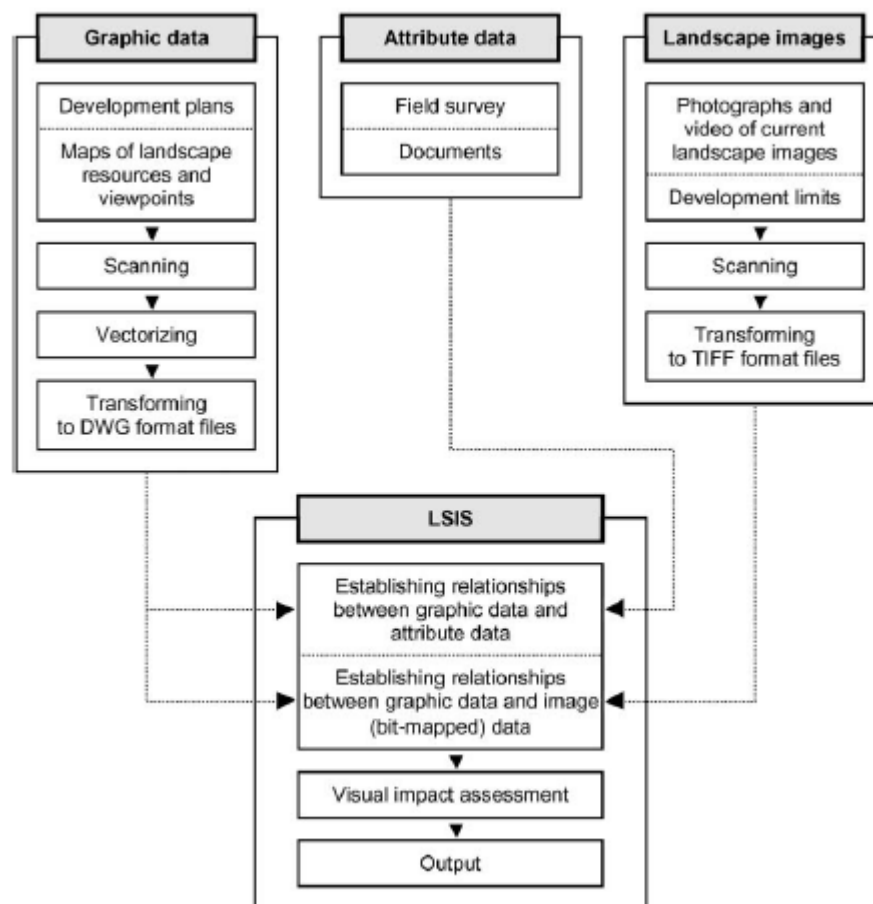 Graphic data
Development plans
Maps of landscape
resources and
viewpoints
Scanning
Vectorizing
Transforming
to DWG format files
Attribute data
Field survey
Documents
Landscape images
Photographs and
video of current
landscape images
Development limits
Scanning
Transforming
to TIFF format files
LSIS
Establishing relationships
between graphic data and
attribute data
Establishing relationships
between graphic data and image
(bit-mapped) data
Visual impact assessment
Output